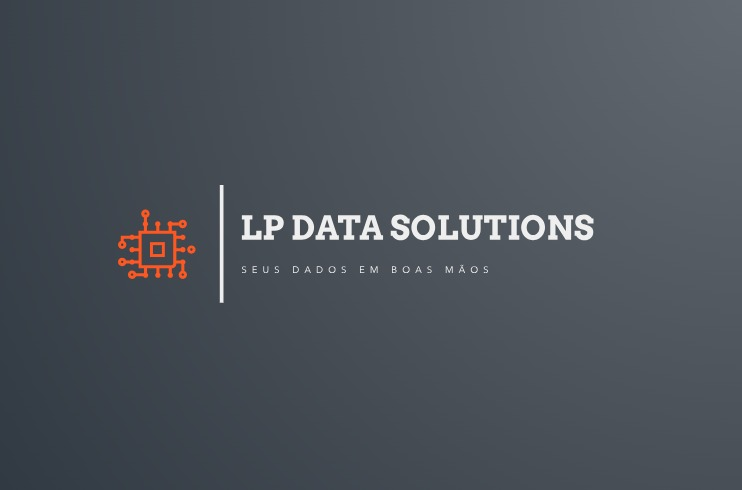 LP DATA SOLUTIONS
SEUS DADOS EM BOAS MÃOS